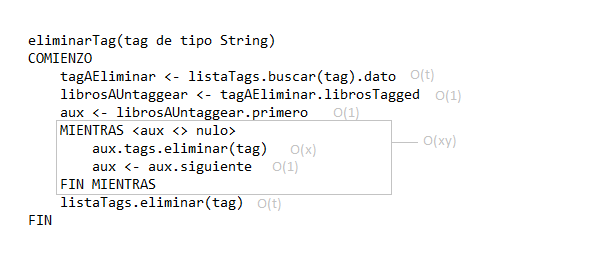 eliminarTag(tag de tipo String)
COMIENZO
tagAEliminar <- listaTags.buscar(tag).dato O(t)
librosAUntaggear <- tagAEliminar.librosTagged O(1)
aux <- librosAUntaggear.primero O(1)
MIENTRAS <aux <> nulo>
aux.tags.eliminar(tag) O(x)
aux <- aux.siguiente O(1)
FIN MIENTRAS
O(xy)
listaTags.eliminar(tag) O(t)
FIN